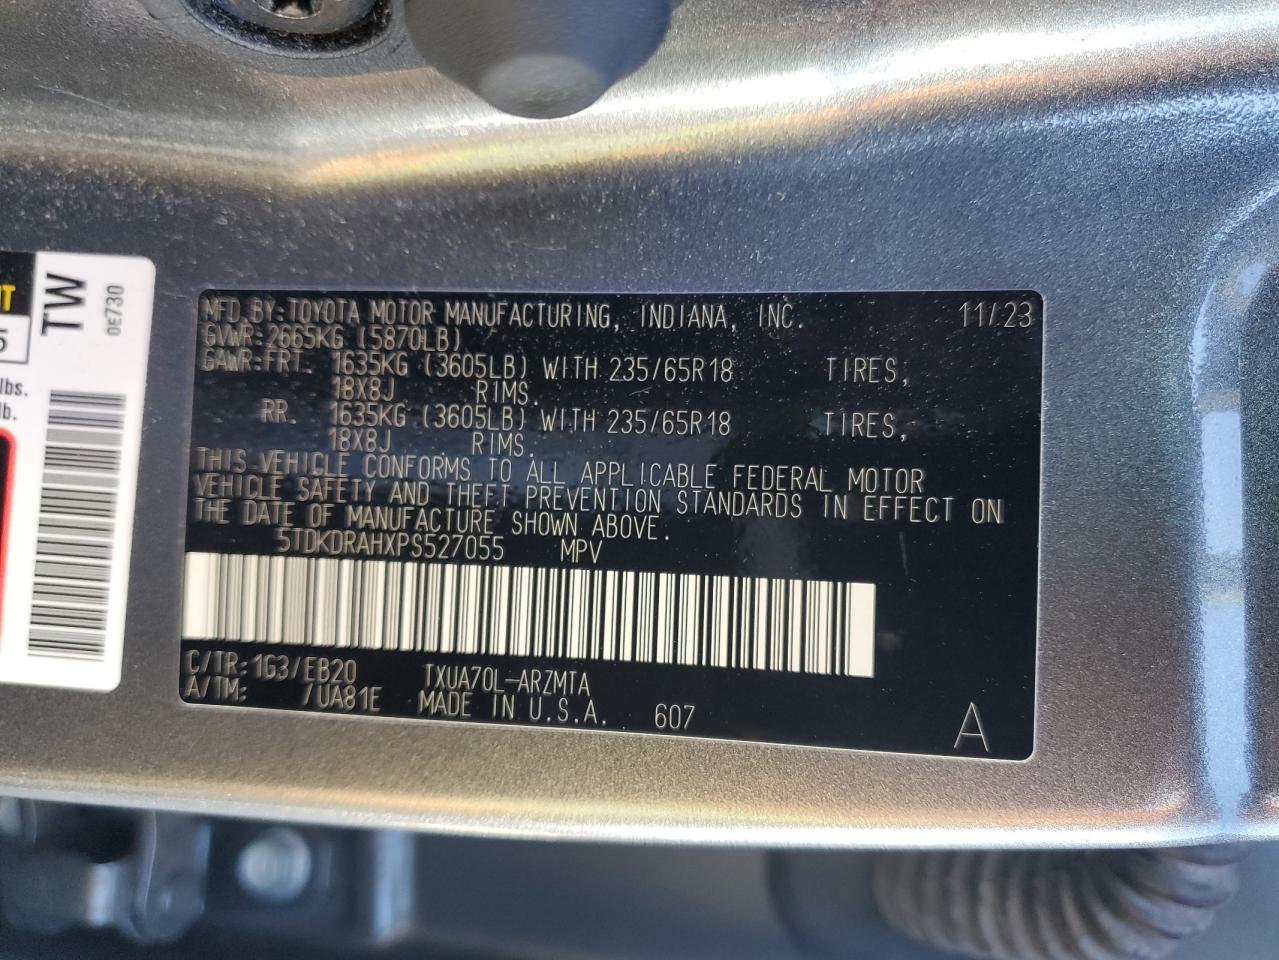 MFD.BY:TOYOTA MOTOR MANUFACTURING, INDIANA, INC. 11/23
GVWR:2665KG (5870LB)
GAWR:FRT. 1635KG (3605LB) WITH 235/65R18 TIRES,
18X8J RIMS.
RR. 1635KG (3605LB) WITH 235/65R18 TIRES,
18X8J RIMS.
THIS VEHICLE CONFORMS TO ALL APPLICABLE FEDERAL MOTOR
VEHICLE SAFETY AND THEFT PREVENTION STANDARDS IN EFFECT ON
THE DATE OF MANUFACTURE SHOWN ABOVE.
5TDKDRAHXPS527055 MPV
C/TR:1G3/EB20 TXUA70L-ARZMTA
A/TM: /UA81E MADE IN U.S.A. 607
A
TW
0E730
lbs.
lb.